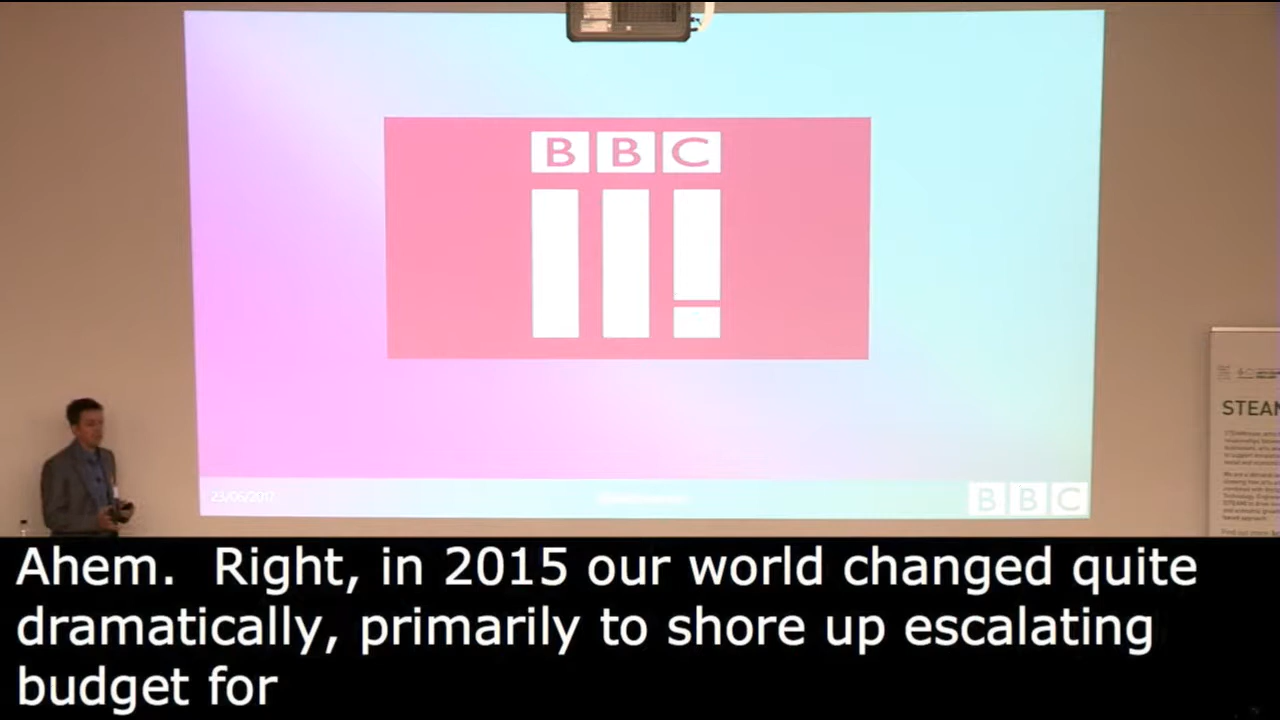 BBC
23/06/2017
BBC
STEAM
Ahem.  Right, in 2015 our world changed quite
dramatically, primarily to shore up escalating
budget for